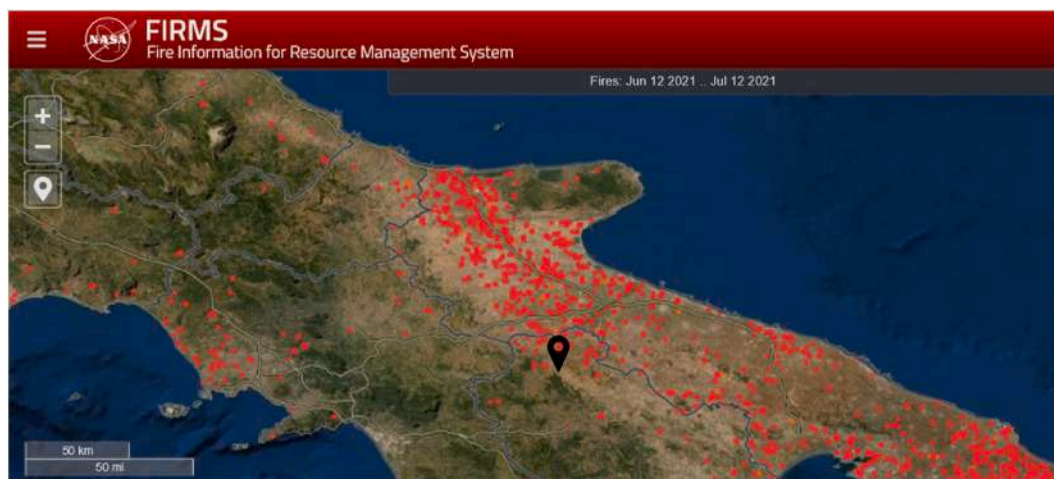 NASA
FIRMS
Fire Information for Resource Management System
Fires: Jun 12 2021 .. Jul 12 2021
+
−
50 km
50 mi